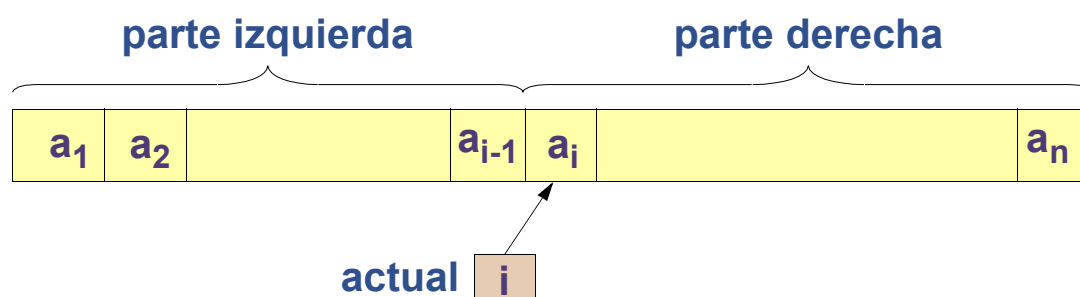 parte izquierda parte derecha
a1 a2 ai-1 ai an
actual i